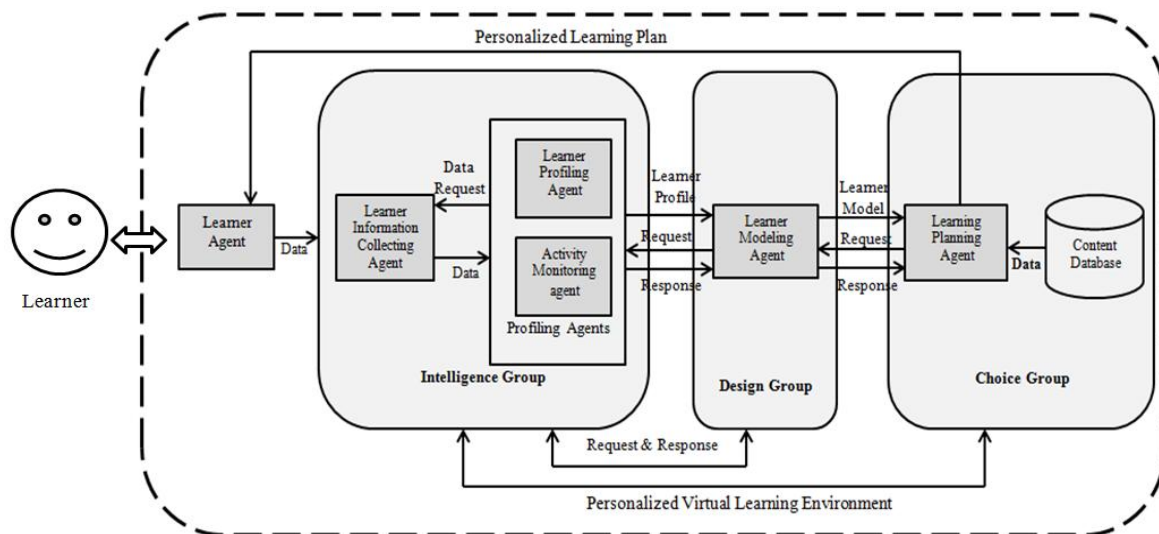 Personalized Learning Plan
Learner
Learner
Agent
Data
Learner
Information
Collecting
Agent
Data
Request
Data
Learner
Profiling
Agent
Activity
Monitoring
agent
Profiling Agents
Intelligence Group
Learner
Profile
Request
Response
Learner
Modeling
Agent
Design Group
Learner
Model
Request
Response
Learning
Planning
Agent
Data
Content
Database
Choice Group
Request & Response
Personalized Virtual Learning Environment